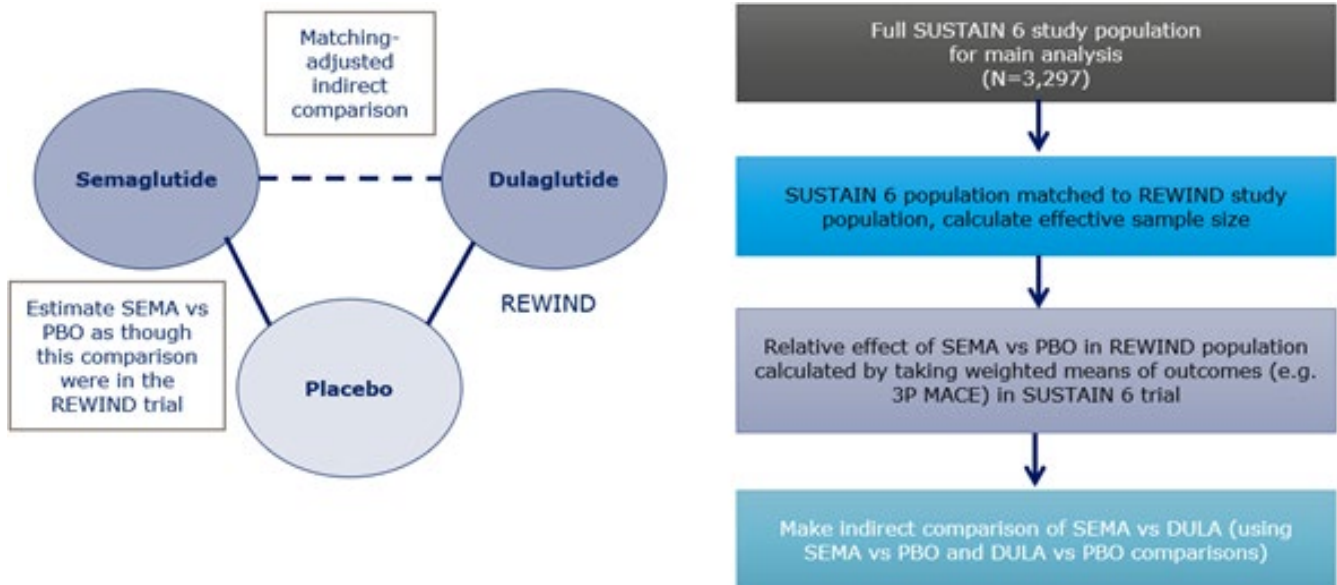 Matching-
adjusted
indirect
comparison
Semaglutide
Dulaglutide
Estimate SEMA vs
PBO as though
this comparison
were in the
REWIND trial
REWIND
Placebo
Full SUSTAIN 6 study population
for main analysis
(N=3,297)
SUSTAIN 6 population matched to REWIND study
population, calculate effective sample size
Relative effect of SEMA vs PBO in REWIND population
calculated by taking weighted means of outcomes (e.g.
3P MACE) in SUSTAIN 6 trial
Make indirect comparison of SEMA vs DULA (using
SEMA vs PBO and DULA vs PBO comparisons)